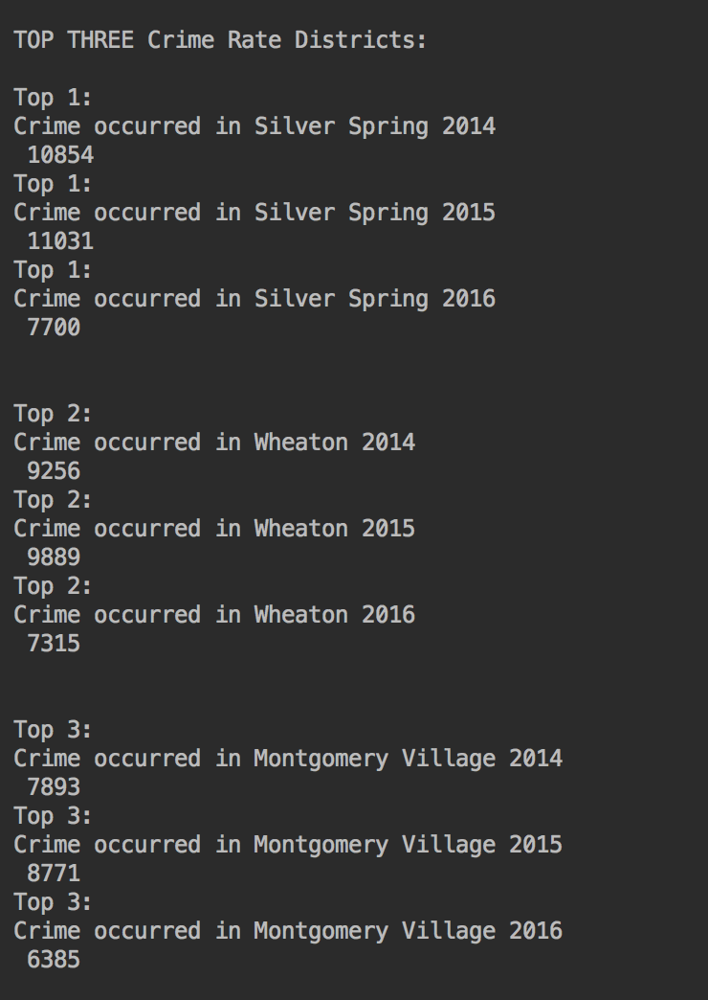 TOP THREE Crime Rate Districts:
Top 1:
Crime occurred in Silver Spring 2014
10854
Top 1:
Crime occurred in Silver Spring 2015
11031
Top 1:
Crime occurred in Silver Spring 2016
7700
Top 2:
Crime occurred in Wheaton 2014
9256
Top 2:
Crime occurred in Wheaton 2015
9889
Top 2:
Crime occurred in Wheaton 2016
7315
Top 3:
Crime occurred in Montgomery Village 2014
7893
Top 3:
Crime occurred in Montgomery Village 2015
8771
Top 3:
Crime occurred in Montgomery Village 2016
6385